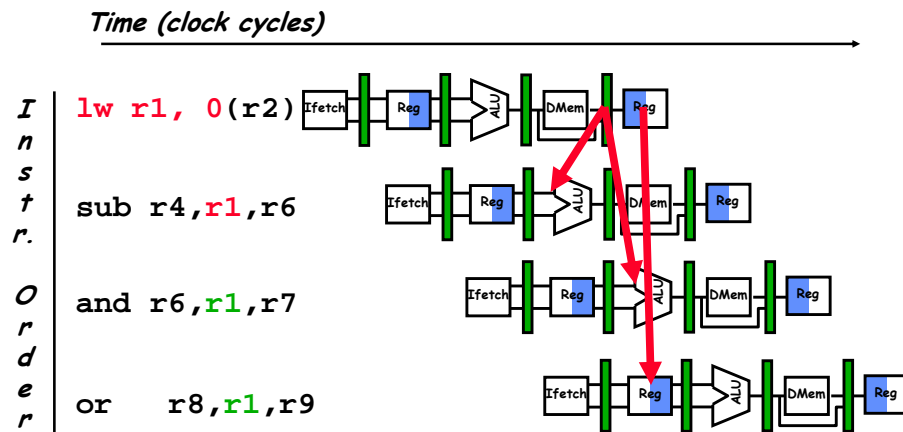 Time (clock cycles)
Instr. Order
lw r1, 0(r2)
Ifetch Reg ALU DMem Reg
sub r4,r1,r6
Ifetch Reg ALU DMem Reg
and r6,r1,r7
Ifetch Reg ALU DMem Reg
or r8,r1,r9
Ifetch Reg ALU DMem Reg